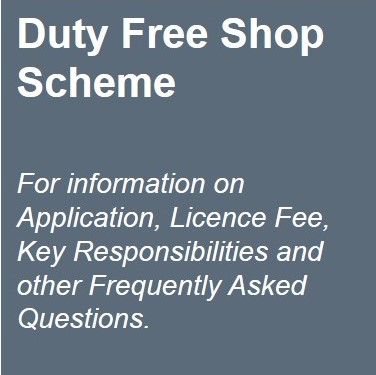 Duty Free Shop
Scheme
For information on
Application, Licence Fee,
Key Responsibilities and
other Frequently Asked
Questions.